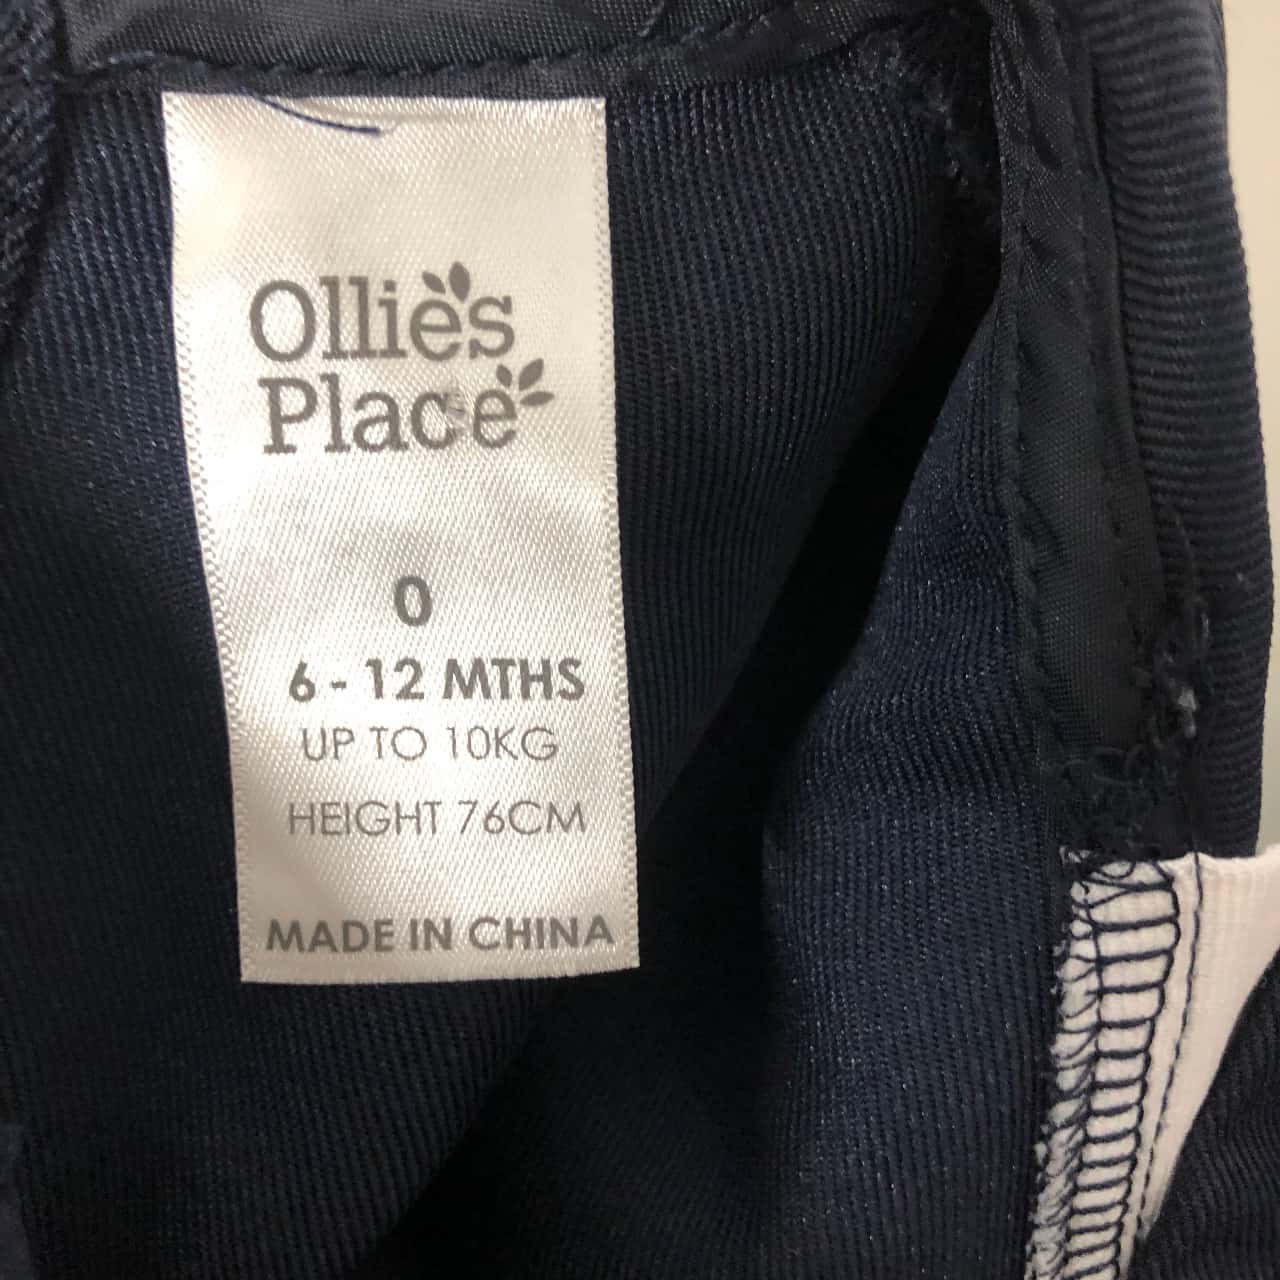 Ollie's
Place
0
6 - 12 MTHS
UP TO 10KG
HEIGHT 76CM
MADE IN CHINA